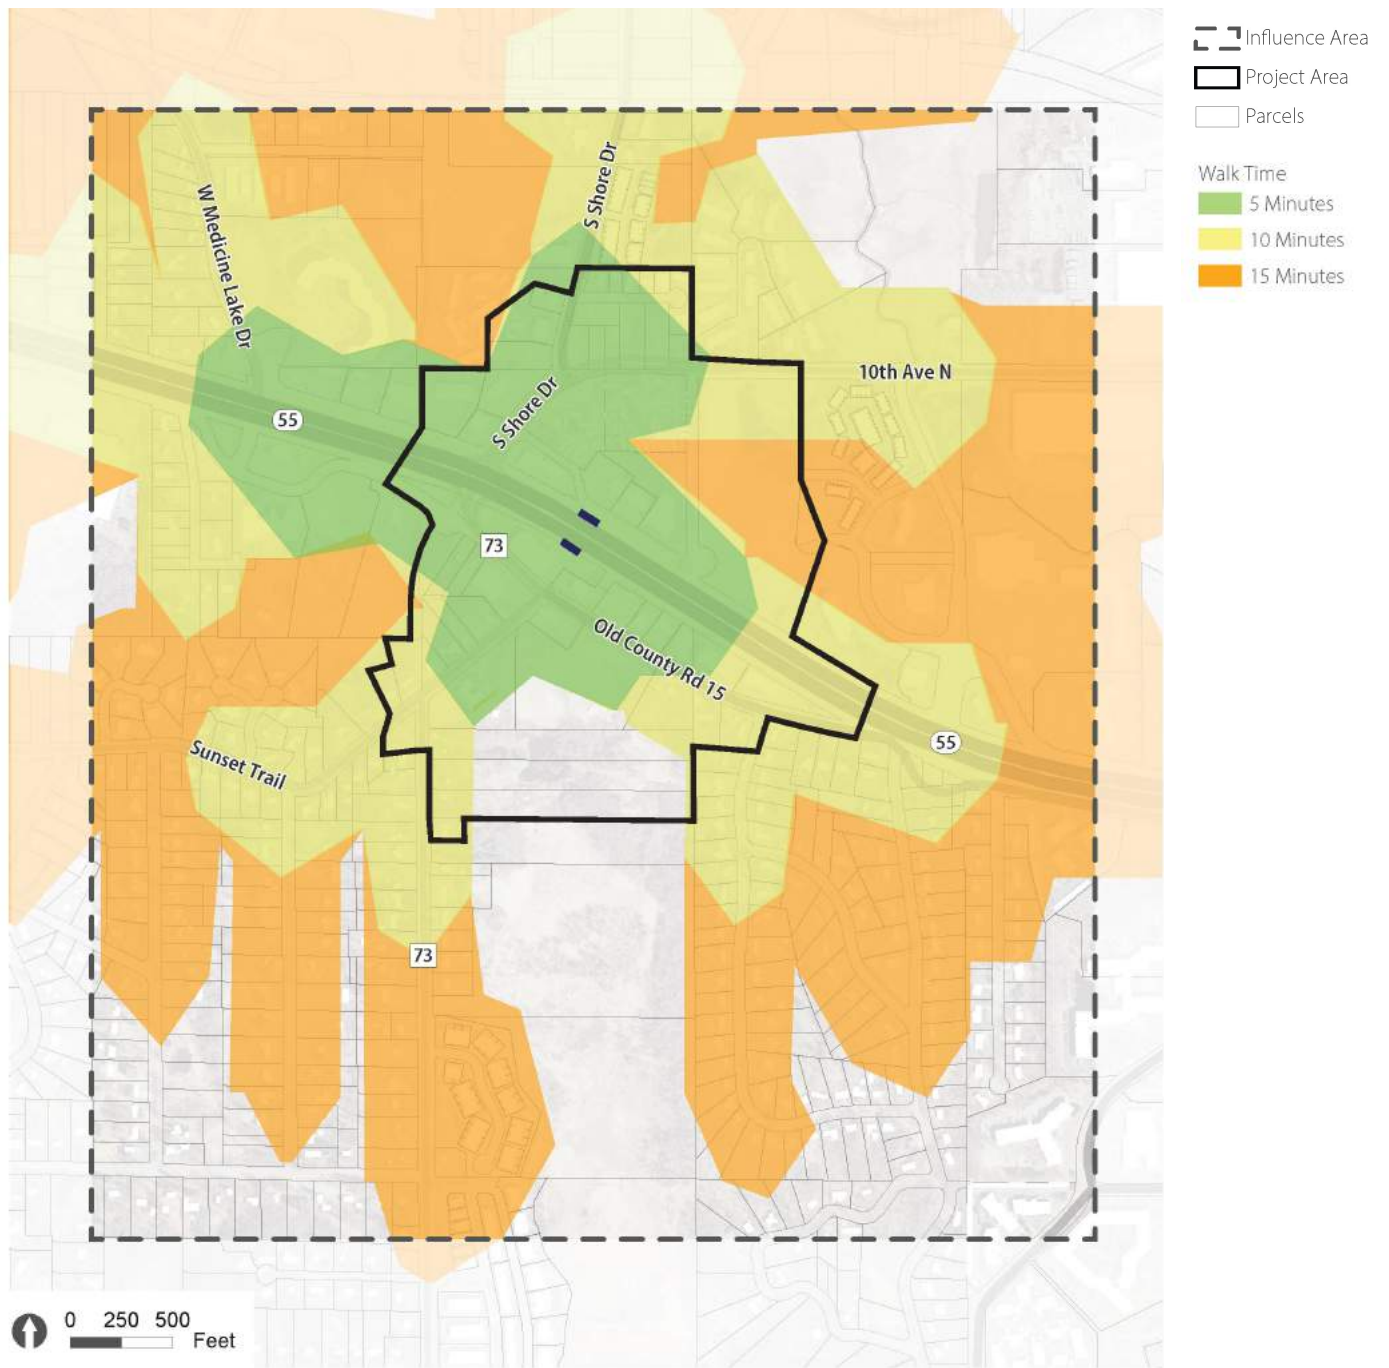 Influence Area
Project Area
Parcels
Walk Time
5 Minutes
10 Minutes
15 Minutes
S Shore Dr
W Medicine Lake Dr
10th Ave N
S Shore Dr
55
73
Old County Rd 15
55
Sunset Trail
73
0 250 500
Feet